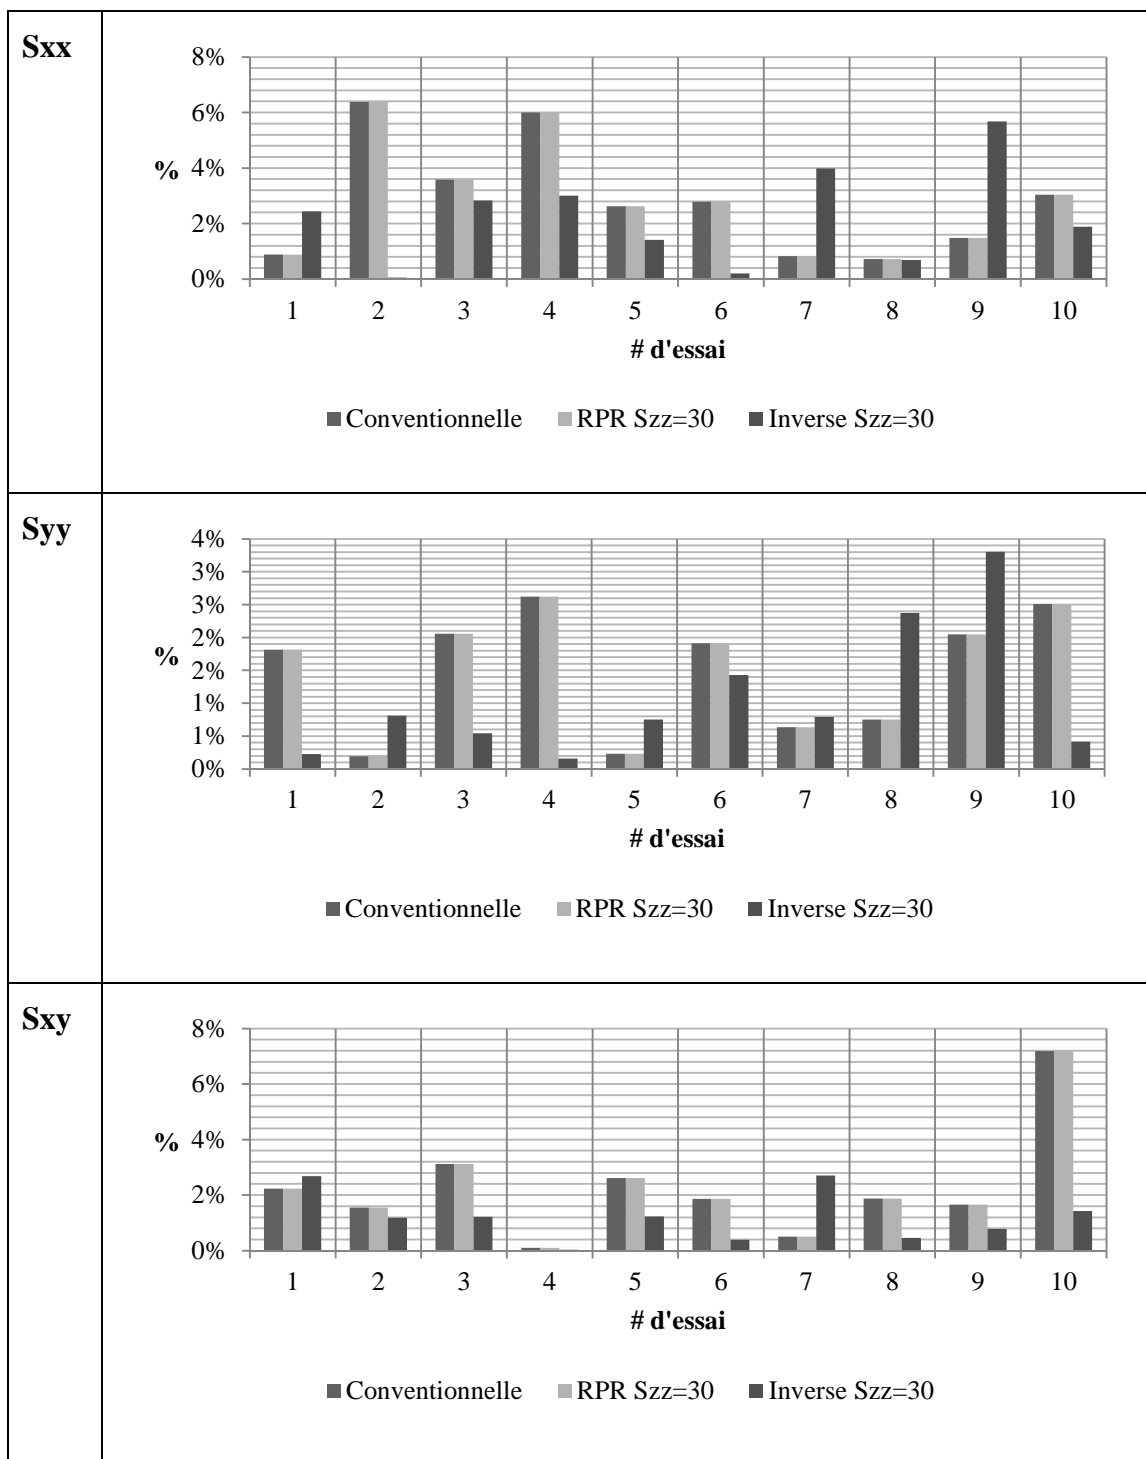 Sxx
8%
6%
% 4%
2%
0%
1 2 3 4 5 6 7 8 9 10
# d'essai
Conventionnelle RPR Szz=30 Inverse Szz=30
Syy
4%
3%
3%
2%
% 2%
1%
1%
0%
1 2 3 4 5 6 7 8 9 10
# d'essai
Conventionnelle RPR Szz=30 Inverse Szz=30
Sxy
8%
6%
% 4%
2%
0%
1 2 3 4 5 6 7 8 9 10
# d'essai
Conventionnelle RPR Szz=30 Inverse Szz=30